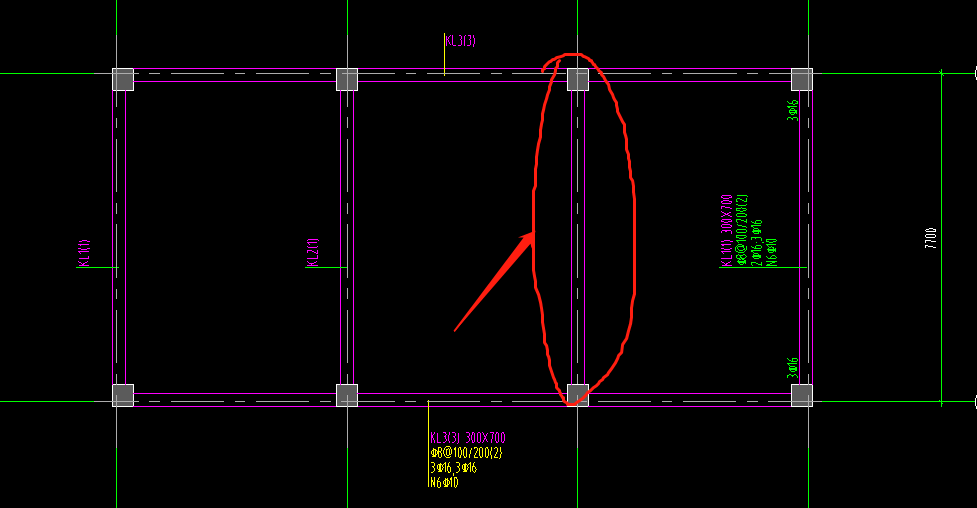 KL3(3)
3Φ16
KL1(1)
KL2(1)
KL1(1) 300X700
Φ8@100/200(2)
2Φ16;3Φ16
N6Φ10
7700
3Φ16
KL3(3) 300X700
Φ8@100/200(2)
3Φ16,3Φ16
N6Φ10